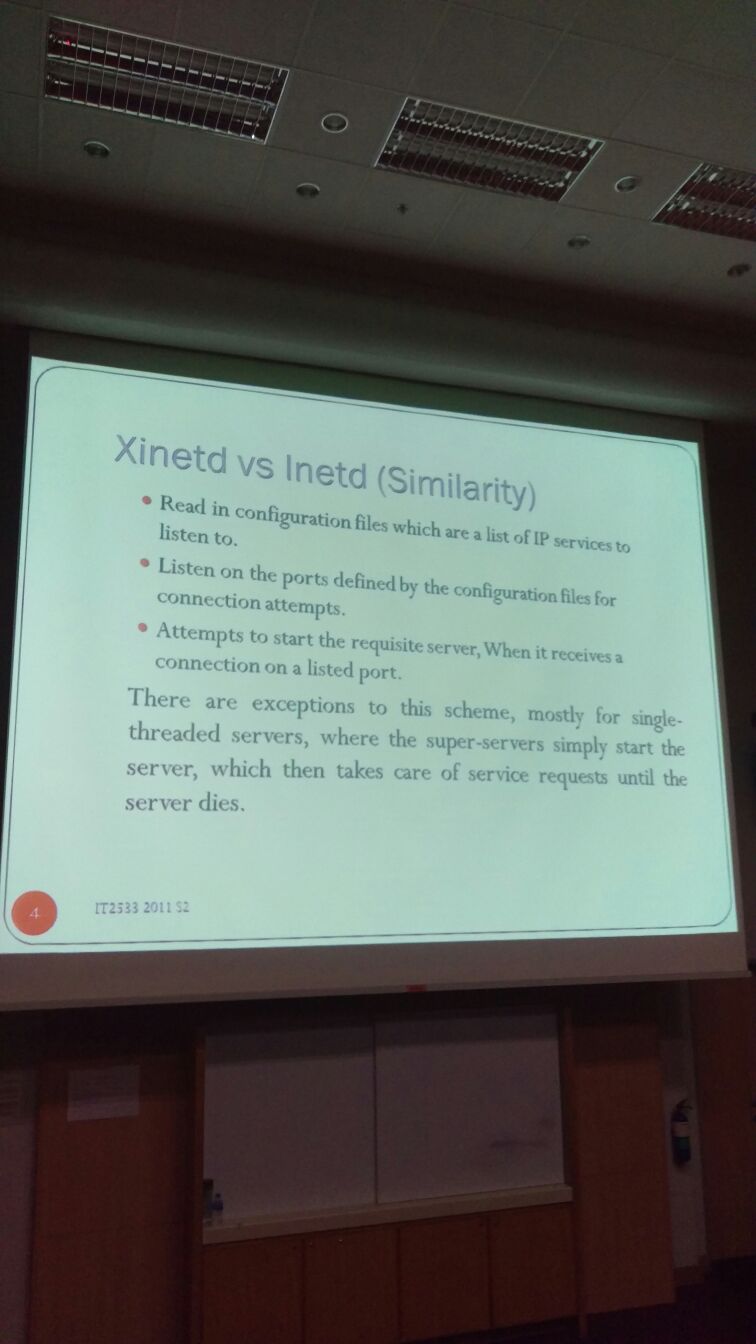 Xinetd vs Inetd (Similarity)
• Read in configuration files which are a list of IP services to
listen to.
• Listen on the ports defined by the configuration files for
connection attempts.
• Attempts to start the requisite server, When it receives a
connection on a listed port.
There are exceptions to this scheme, mostly for single-
threaded servers, where the super-servers simply start the
server, which then takes care of service requests until the
server dies.
4
IT2533 2011 S2